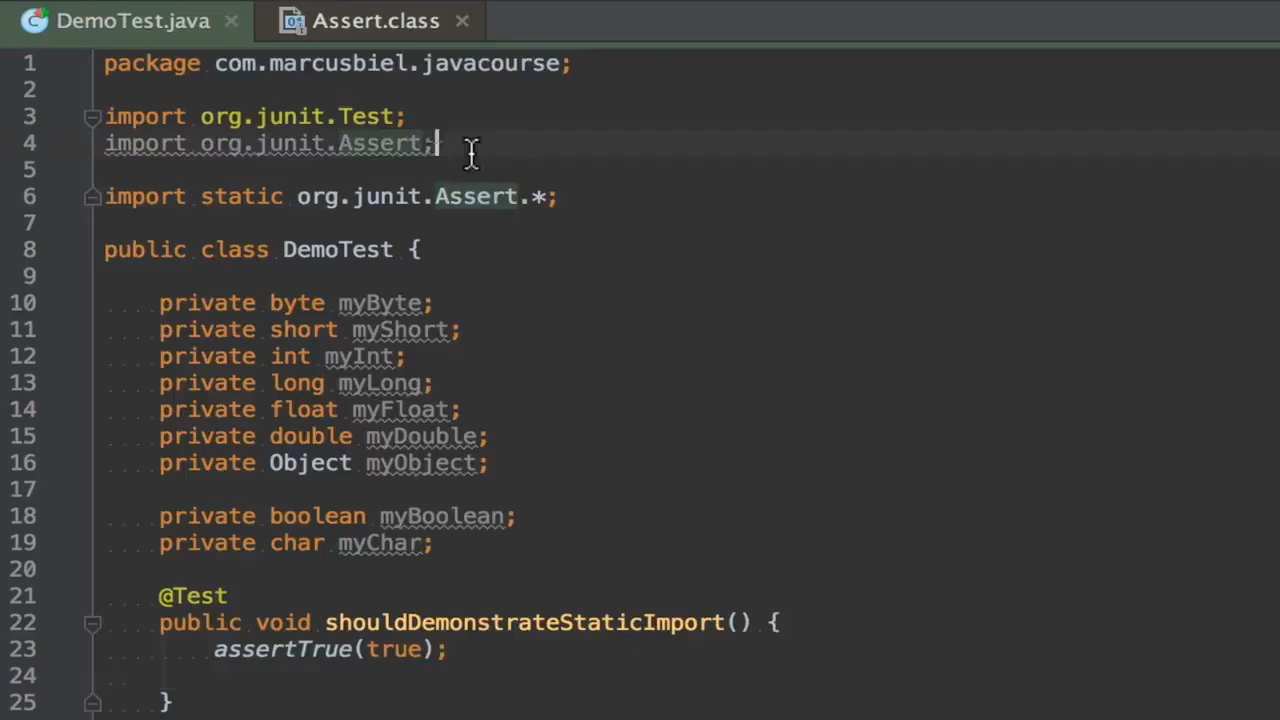 DemoTest.java × Assert.class ×
1 package com.marcusbiel.javacourse;
2
3 import org.junit.Test;
4 import org.junit.Assert;
5
6 import static org.junit.Assert.*;
7
8 public class DemoTest {
9
10 private byte myByte;
11 private short myShort;
12 private int myInt;
13 private long myLong;
14 private float myFloat;
15 private double myDouble;
16 private Object myObject;
17
18 private boolean myBoolean;
19 private char myChar;
20
21 @Test
22 public void shouldDemonstrateStaticImport() {
23 assertTrue(true);
24
25 }